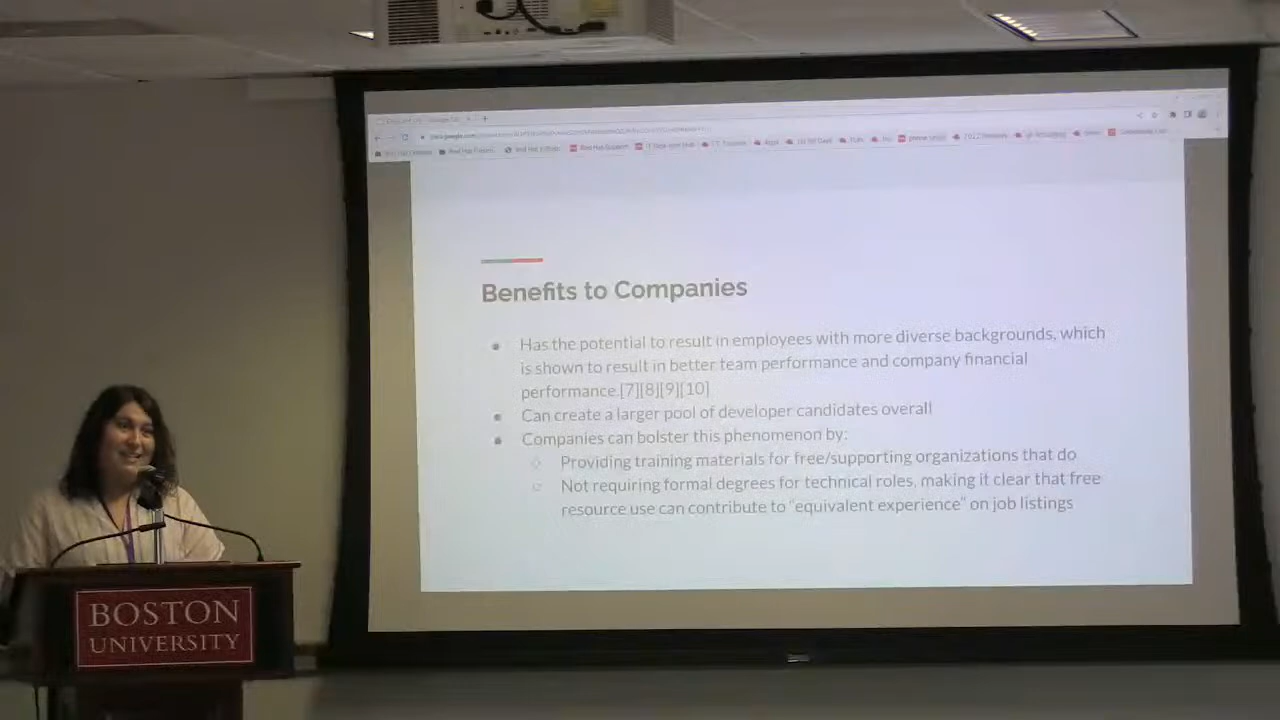 Red Hat Support
Benefits to Companies
Has the potential to result in employees with more diverse backgrounds, which
is shown to result in better team performance and company financial
performance.[7][8][9][10]
Can create a larger pool of developer candidates overall
Companies can bolster this phenomenon by:
Providing training materials for free/supporting organizations that do
Not requiring formal degrees for technical roles, making it clear that free
resource use can contribute to "equivalent experience" on job listings
BOSTON
UNIVERSITY